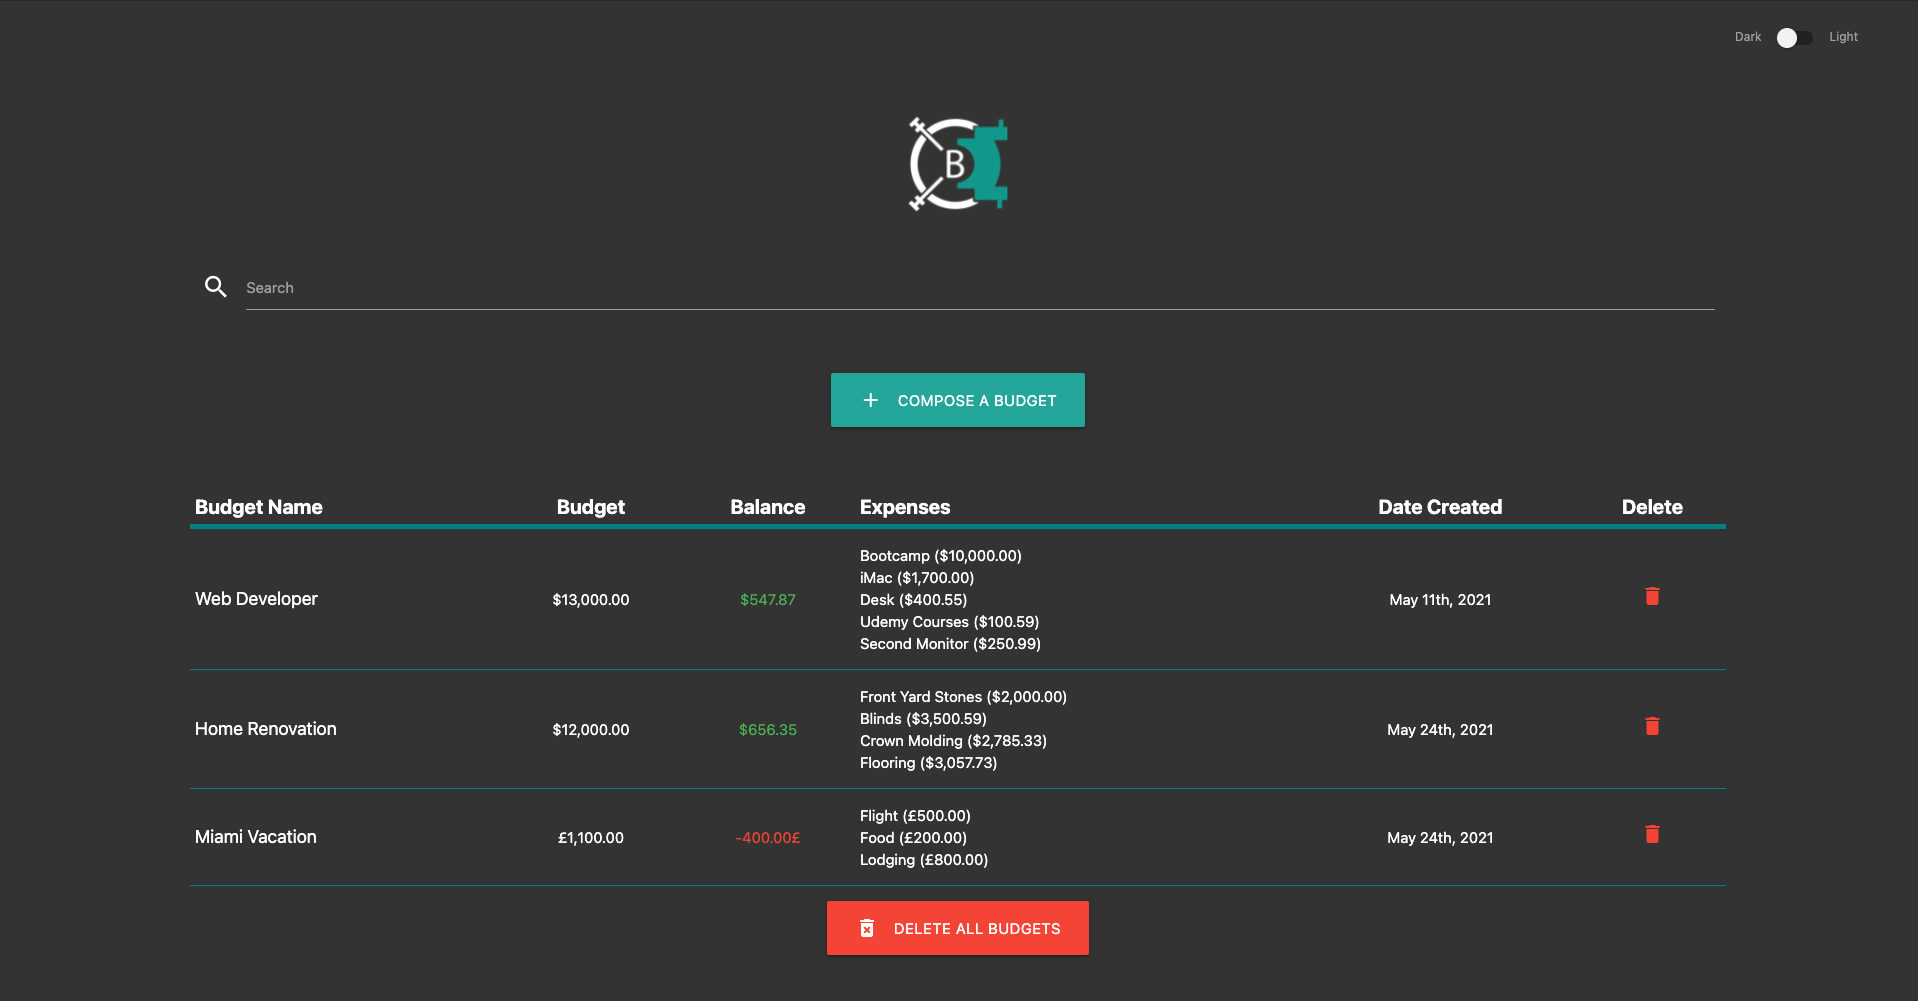 Dark Light
B
Search
COMPOSE A BUDGET
Budget Name Budget Balance Expenses Date Created Delete
Web Developer $13,000.00 $547.87 Bootcamp ($10,000.00)
iMac ($1,700.00)
Desk ($400.55)
Udemy Courses ($100.59)
Second Monitor ($250.99)
May 11th, 2021
Home Renovation $12,000.00 $656.35 Front Yard Stones ($2,000.00)
Blinds ($3,500.59)
Crown Molding ($2,785.33)
Flooring ($3,057.73)
May 24th, 2021
Miami Vacation £1,100.00 -400.00£ Flight (£500.00)
Food (£200.00)
Lodging (£800.00)
May 24th, 2021
DELETE ALL BUDGETS